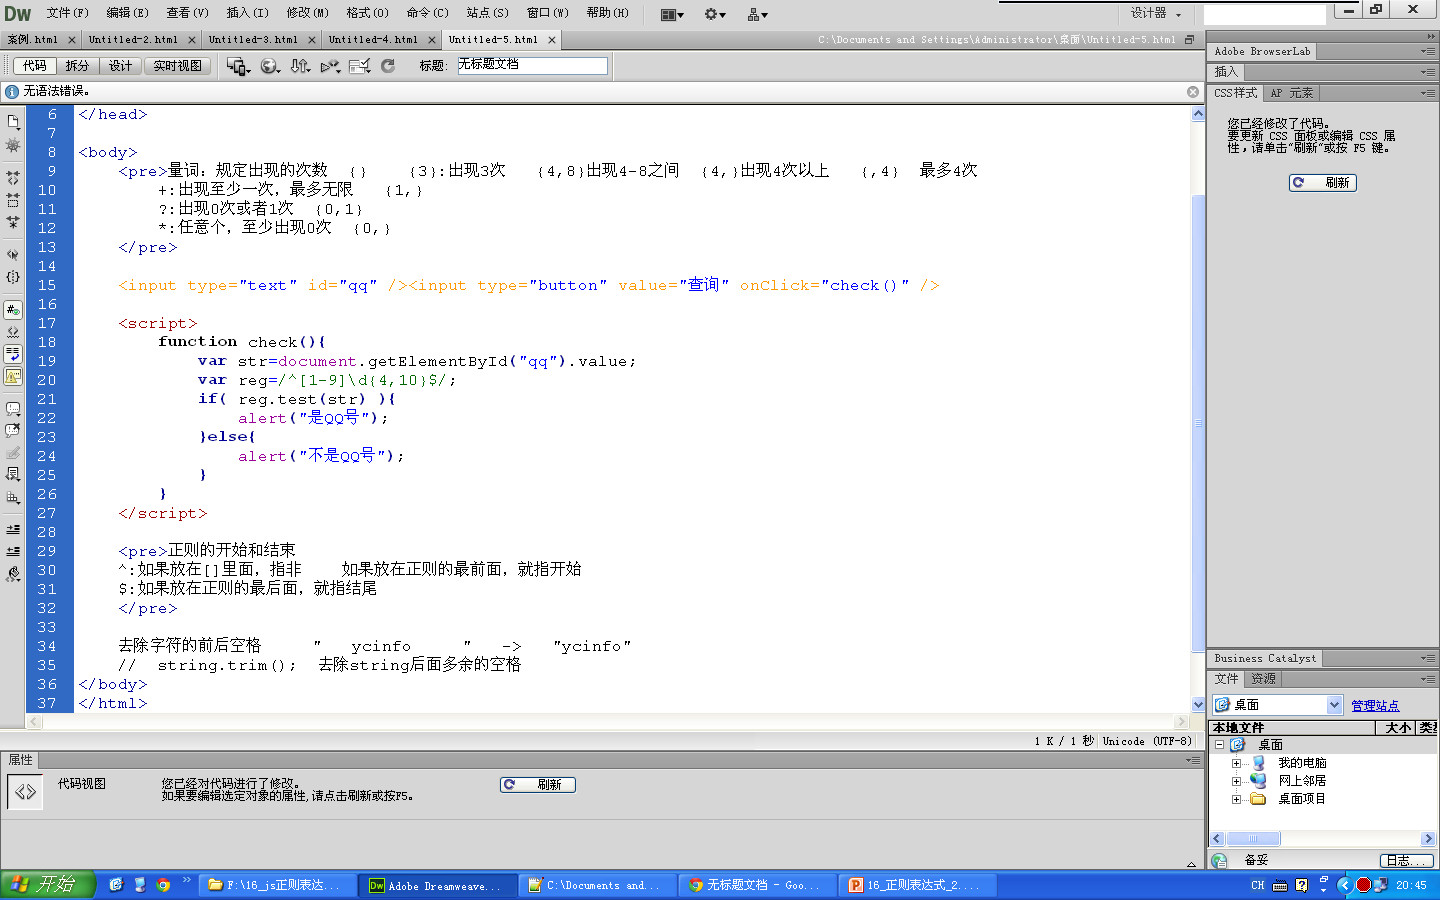 Dw 文件(F) 编辑(E) 查看(V) 插入(I) 修改(M) 格式(O) 命令(C) 站点(S) 窗口(W) 帮助(H) 设计器
案例.html Untitled-2.html Untitled-3.html Untitled-4.html Untitled-5.html C:\Documents and Settings\Administrator\桌面\Untitled-5.html
代码 拆分 设计 实时视图 标题: 无标题文档
无语法错误。
6 </head>
7
8 <body>
9 <pre>量词：规定出现的次数 {} {3}:出现3次 {4,8}出现4-8之间 {4,}出现4次以上 {,4} 最多4次
10 +:出现至少一次，最多无限 {1,}
11 ?:出现0次或者1次 {0,1}
12 *:任意个，至少出现0次 {0,}
13 </pre>
14
15 <input type="text" id="qq" /><input type="button" value="查询" onClick="check()" />
16
17 <script>
18 function check(){
19 var str=document.getElementById("qq").value;
20 var reg=/^[1-9]\d{4,10}$/;
21 if( reg.test(str) ){
22 alert("是QQ号");
23 }else{
24 alert("不是QQ号");
25 }
26 }
27 </script>
28
29 <pre>正则的开始和结束
30 ^:如果放在[]里面，指非 如果放在正则的最前面，就指开始
31 $:如果放在正则的最后面，就指结尾
32 </pre>
33
34 去除字符的前后空格 " ycinfo " -> "ycinfo"
35 // string.trim(); 去除string后面多余的空格
36 </body>
37 </html>
1 K / 1 秒 Unicode (UTF-8)
属性
代码视图 您已经对代码进行了修改。
如果要编辑选定对象的属性,请点击刷新或按F5。
刷新
Adobe BrowserLab
插入
CSS样式 AP 元素
您已经修改了代码。
要更新 CSS 面板或编辑 CSS 属
性，请单击“刷新”或按 F5 键。
刷新
Business Catalyst
文件 资源
桌面 管理站点
本地文件 大小 类型
桌面
我的电脑
网上邻居
桌面项目
备妥 日志...
开始 F:\16_js正则表达... Adobe Dreamweave... C:\Documents and... 无标题文档 - Goo... 16_正则表达式_2.... CH 20:45